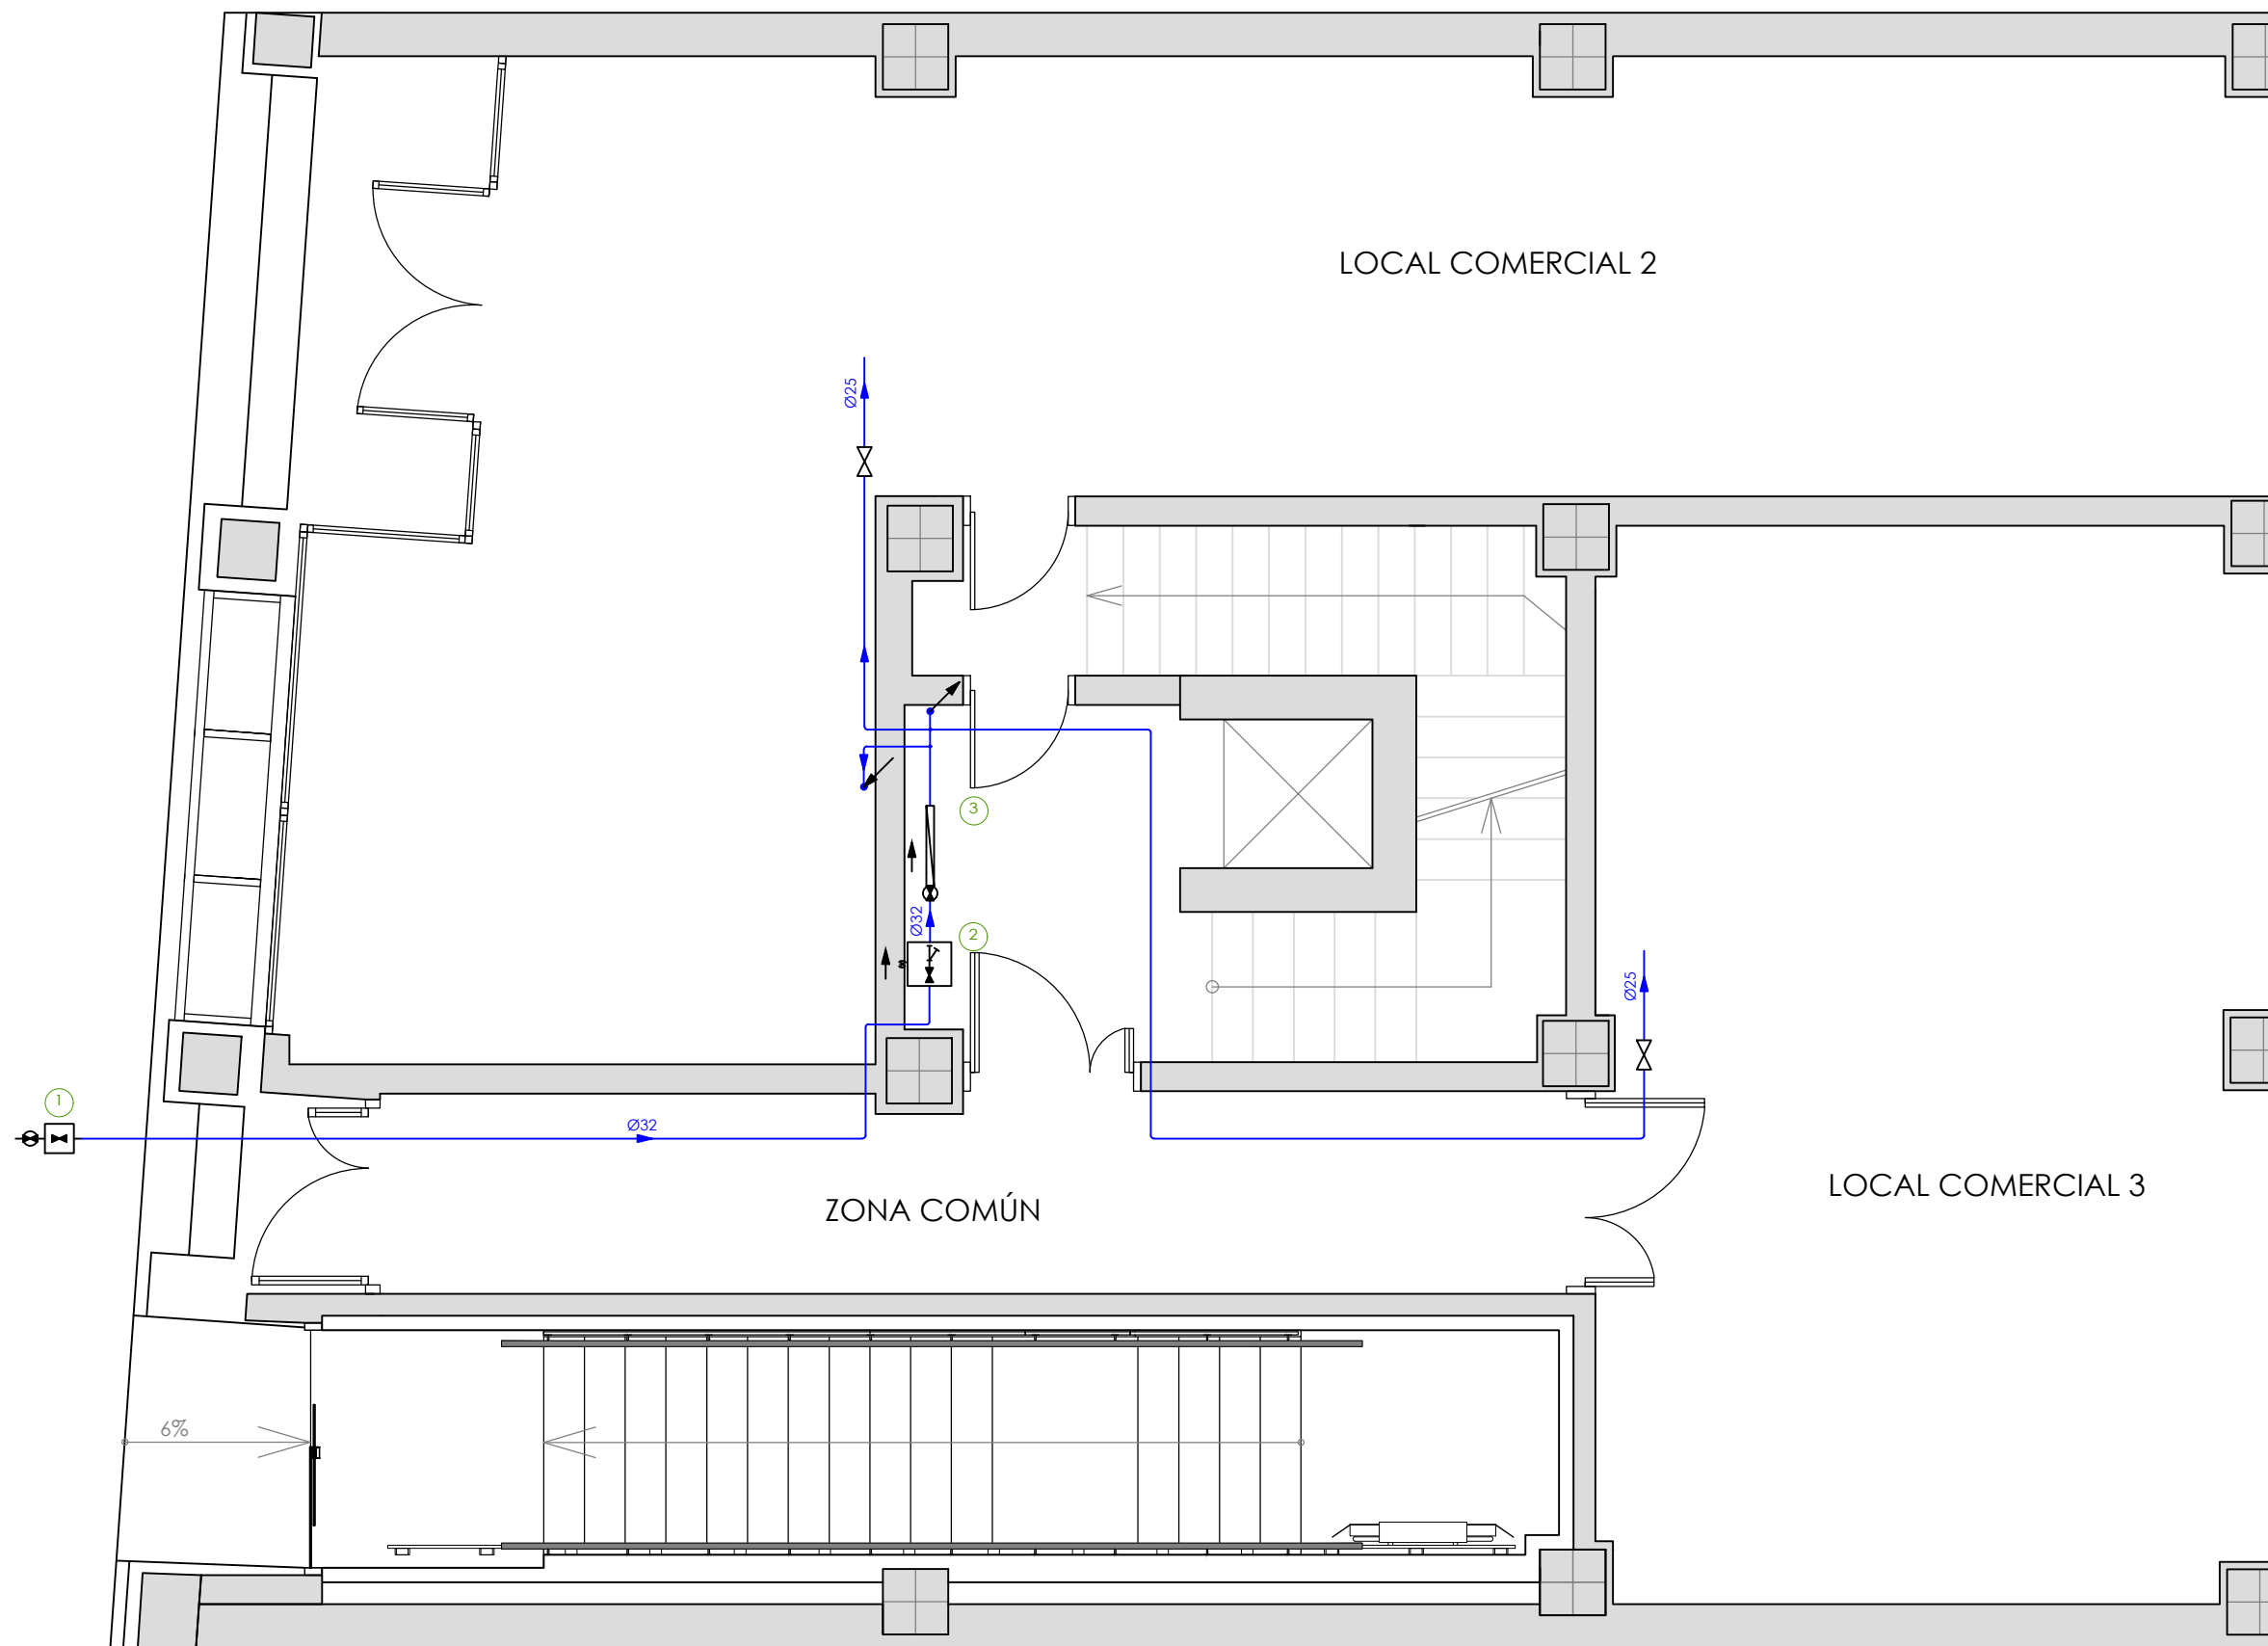 LOCAL COMERCIAL 2
Ø25
3
Ø32
2
Ø25
1
Ø32
LOCAL COMERCIAL 3
ZONA COMÚN
6%